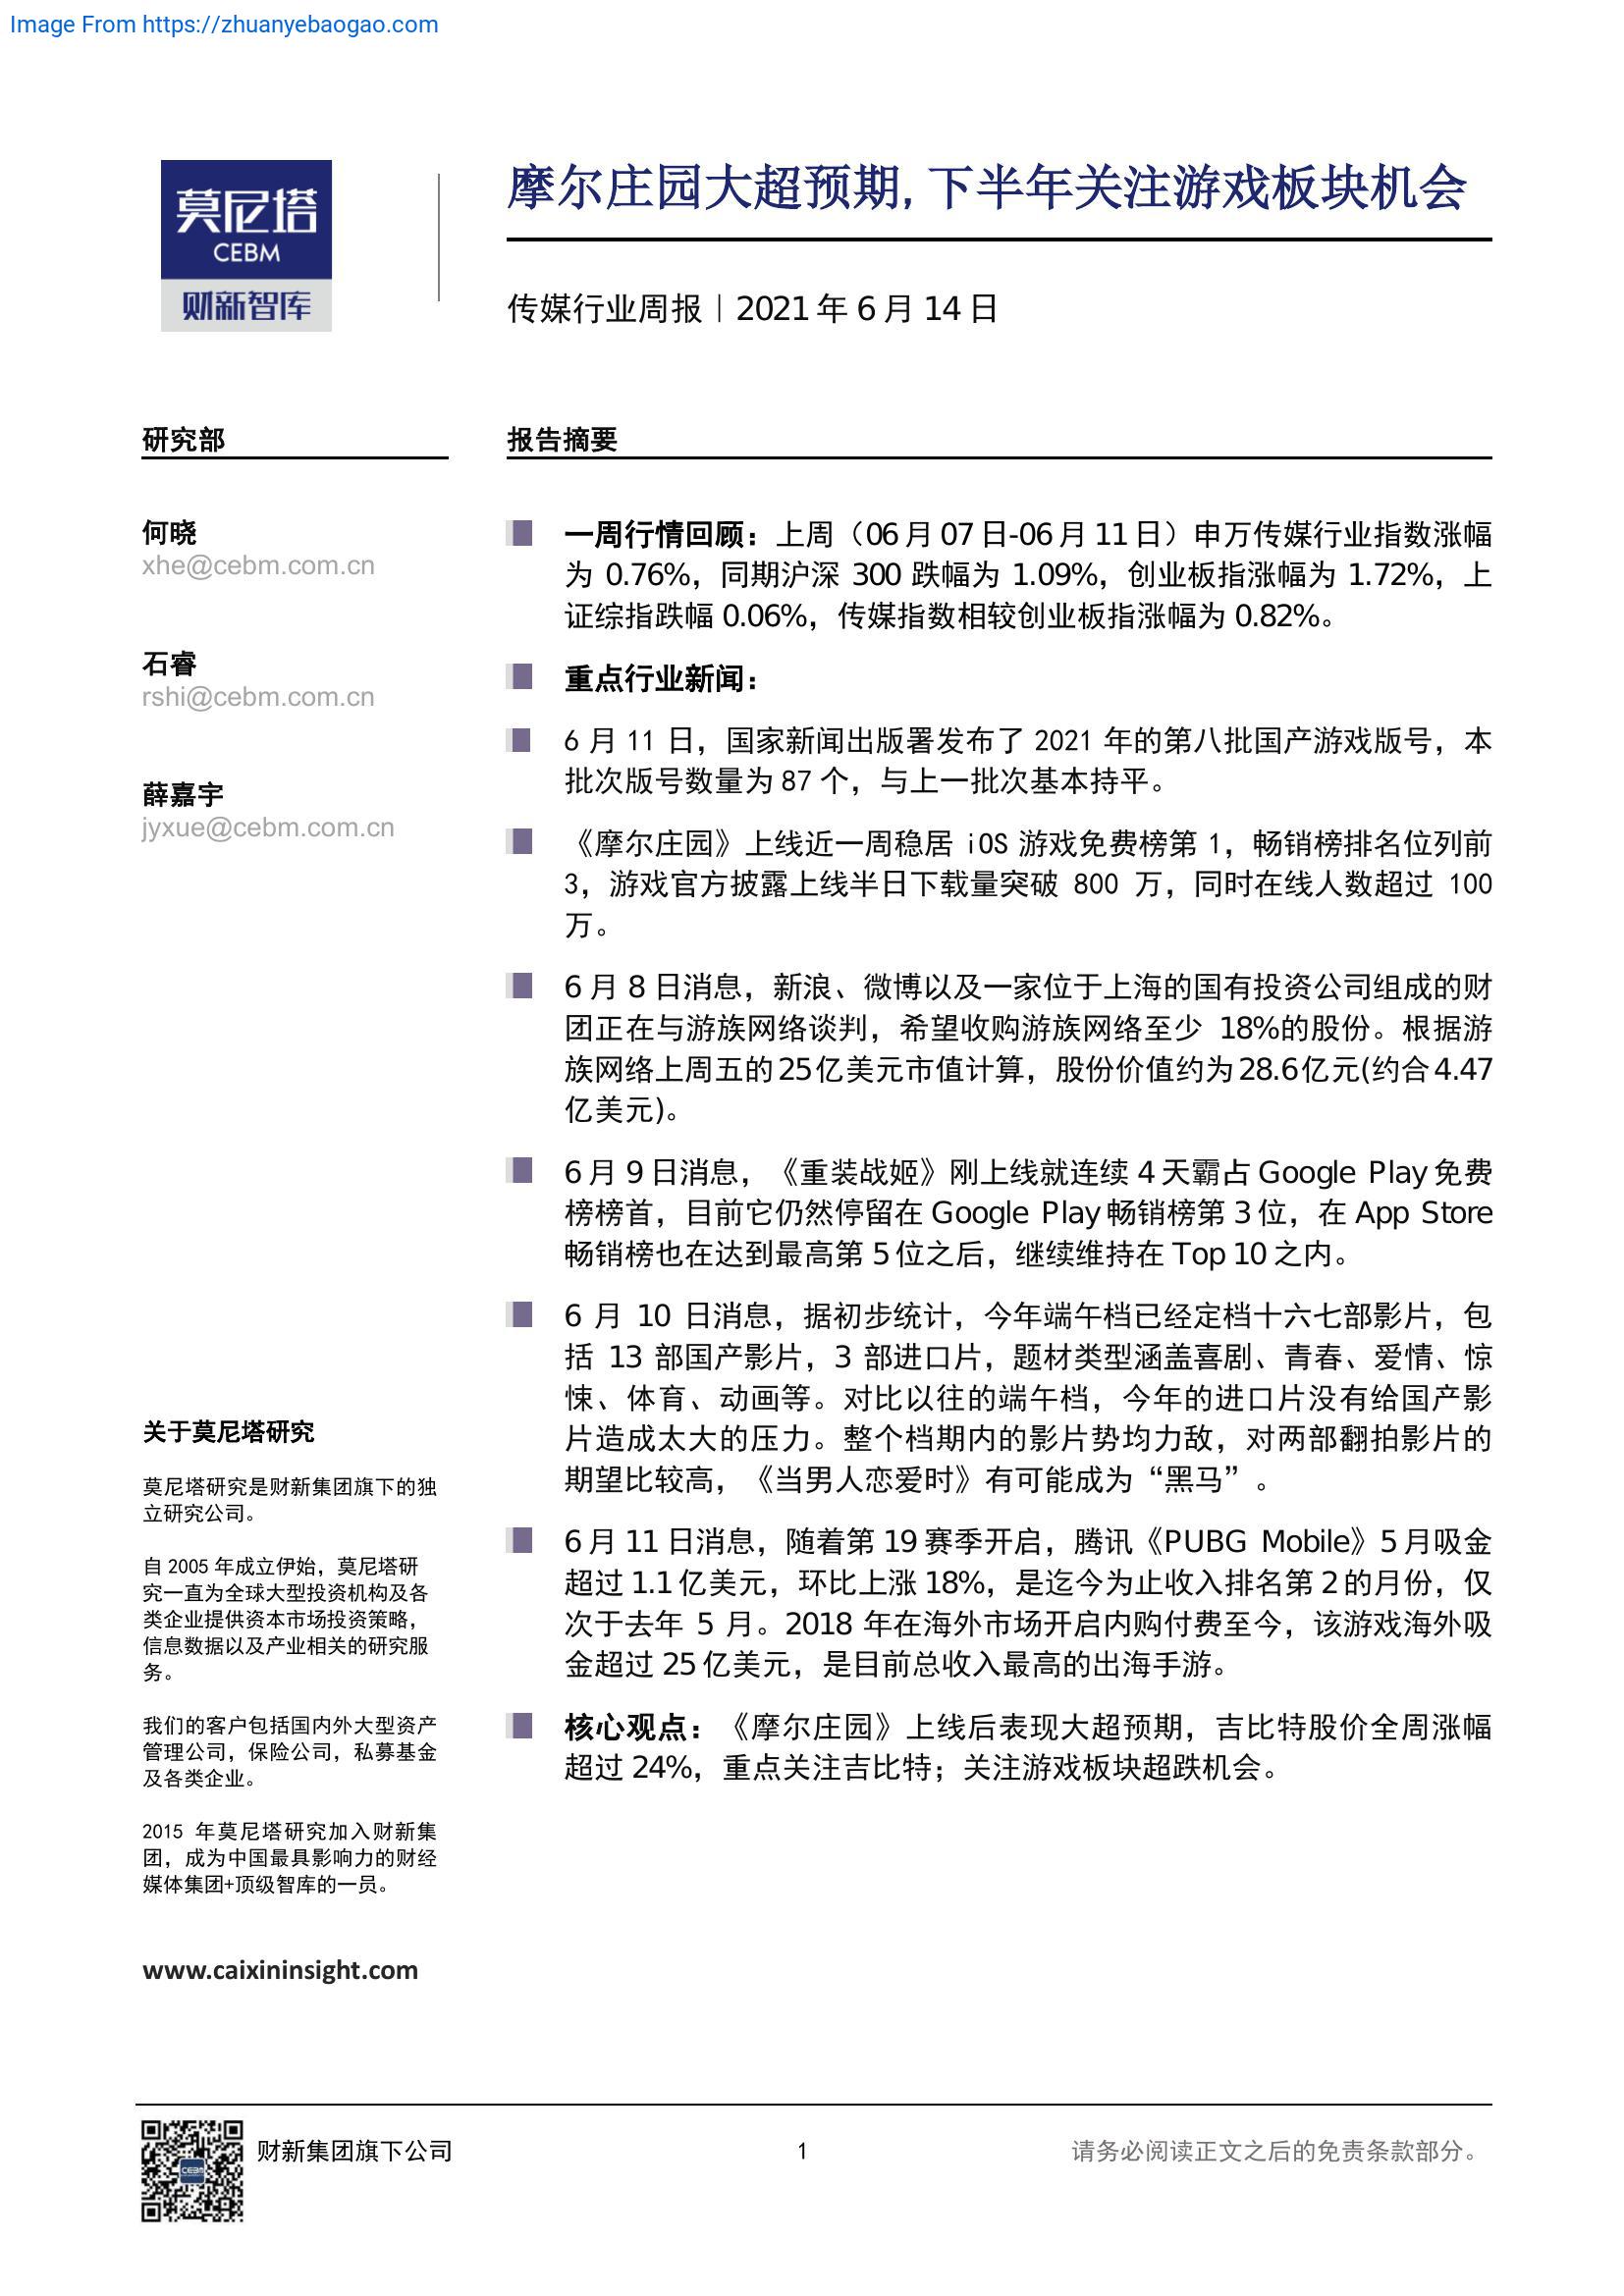 Image From https://zhuanyebaogao.com
莫尼塔
CEBM
财新智库
摩尔庄园大超预期,下半年关注游戏板块机会
传媒行业周报｜2021 年 6 月 14 日
研究部
何晓
xhe@cebm.com.cn
石睿
rshi@cebm.com.cn
薛嘉宇
jyxue@cebm.com.cn
关于莫尼塔研究
莫尼塔研究是财新集团旗下的独
立研究公司。
自 2005 年成立伊始，莫尼塔研
究一直为全球大型投资机构及各
类企业提供资本市场投资策略，
信息数据以及产业相关的研究服
务。
我们的客户包括国内外大型资产
管理公司，保险公司，私募基金
及各类企业。
2015 年莫尼塔研究加入财新集
团，成为中国最具影响力的财经
媒体集团+顶级智库的一员。
www.caixininsight.com
报告摘要
一周行情回顾：上周（06 月 07 日-06 月 11 日）申万传媒行业指数涨幅
为 0.76%，同期沪深 300 跌幅为 1.09%，创业板指涨幅为 1.72%，上
证综指跌幅 0.06%，传媒指数相较创业板指涨幅为 0.82%。
重点行业新闻：
6 月 11 日，国家新闻出版署发布了 2021 年的第八批国产游戏版号，本
批次版号数量为 87 个，与上一批次基本持平。
《摩尔庄园》上线近一周稳居 iOS 游戏免费榜第 1，畅销榜排名位列前
3，游戏官方披露上线半日下载量突破 800 万，同时在线人数超过 100
万。
6 月 8 日消息，新浪、微博以及一家位于上海的国有投资公司组成的财
团正在与游族网络谈判，希望收购游族网络至少 18%的股份。根据游
族网络上周五的25亿美元市值计算，股份价值约为28.6亿元(约合4.47
亿美元)。
6 月 9 日消息，《重装战姬》刚上线就连续 4 天霸占 Google Play 免费
榜榜首，目前它仍然停留在 Google Play 畅销榜第 3 位，在 App Store
畅销榜也在达到最高第 5 位之后，继续维持在 Top 10 之内。
6 月 10 日消息，据初步统计，今年端午档已经定档十六七部影片，包
括 13 部国产影片，3 部进口片，题材类型涵盖喜剧、青春、爱情、惊
悚、体育、动画等。对比以往的端午档，今年的进口片没有给国产影
片造成太大的压力。整个档期内的影片势均力敌，对两部翻拍影片的
期望比较高，《当男人恋爱时》有可能成为“黑马”。
6 月 11 日消息，随着第 19 赛季开启，腾讯《PUBG Mobile》5 月吸金
超过 1.1 亿美元，环比上涨 18%，是迄今为止收入排名第 2 的月份，仅
次于去年 5 月。2018 年在海外市场开启内购付费至今，该游戏海外吸
金超过 25 亿美元，是目前总收入最高的出海手游。
核心观点：《摩尔庄园》上线后表现大超预期，吉比特股价全周涨幅
超过 24%，重点关注吉比特；关注游戏板块超跌机会。
CEBM
财新集团旗下公司
1
请务必阅读正文之后的免责条款部分。